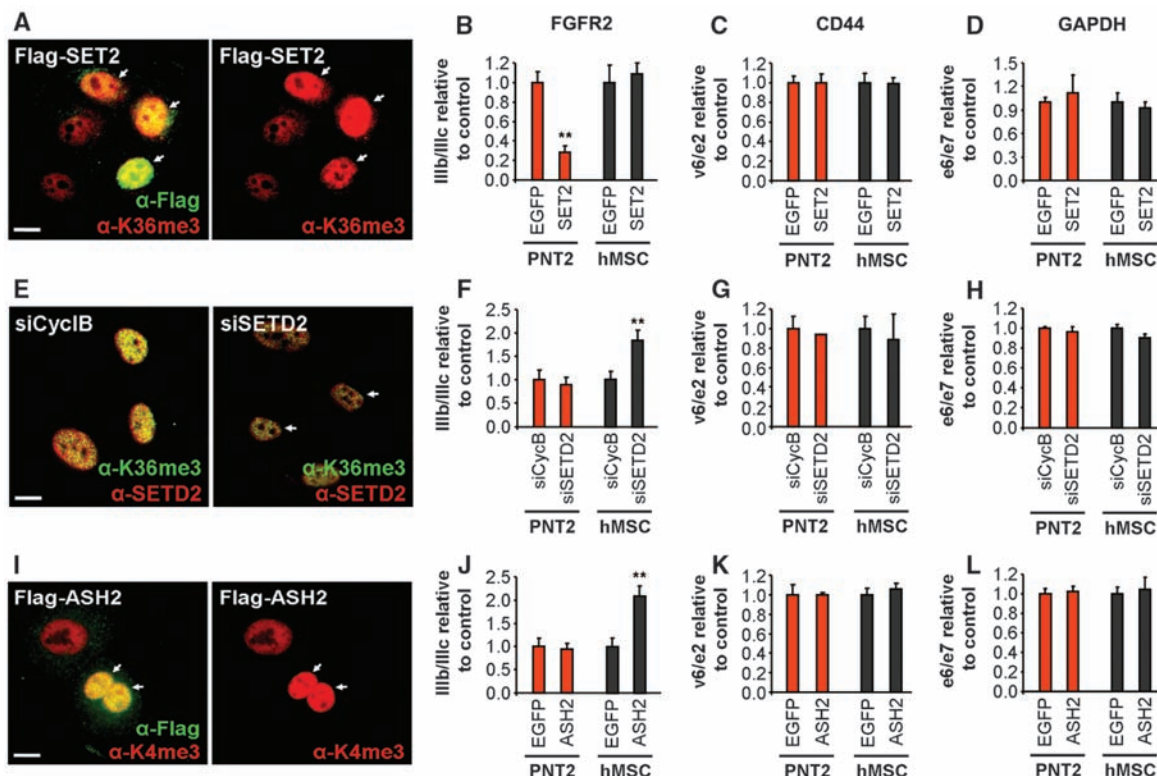 A
Flag-SET2
α-Flag
α-K36me3
Flag-SET2
α-K36me3
B
FGFR2
IIIb/IIIc relative
to control
1.2
1.0
0.8
0.6
0.4
0.2
0.0
**
EGFP
SET2
EGFP
SET2
PNT2
hMSC
C
CD44
v6/e2 relative
to control
1.2
1.0
0.8
0.6
0.4
0.2
0.0
EGFP
SET2
EGFP
SET2
PNT2
hMSC
D
GAPDH
e6/e7 relative
to control
1.5
1.2
0.9
0.6
0.3
0.0
EGFP
SET2
EGFP
SET2
PNT2
hMSC
E
siCyclB
α-K36me3
α-SETD2
siSETD2
α-K36me3
α-SETD2
F
IIIb/IIIc relative
to control
2.5
2.0
1.5
1.0
0.5
0.0
**
siCycB
siSETD2
siCycB
siSETD2
PNT2
hMSC
G
v6/e2 relative
to control
1.2
1.0
0.8
0.6
0.4
0.2
0.0
siCycB
siSETD2
siCycB
siSETD2
PNT2
hMSC
H
e6/e7 relative
to control
1.2
1.0
0.8
0.6
0.4
0.2
0.0
siCycB
siSETD2
siCycB
siSETD2
PNT2
hMSC
I
Flag-ASH2
α-Flag
α-K4me3
Flag-ASH2
α-K4me3
J
IIIb/IIIc relative
to control
2.5
2.0
1.5
1.0
0.5
0.0
**
EGFP
ASH2
EGFP
ASH2
PNT2
hMSC
K
v6/e2 relative
to control
1.2
1.0
0.8
0.6
0.4
0.2
0.0
EGFP
ASH2
EGFP
ASH2
PNT2
hMSC
L
e6/e7 relative
to control
1.2
1.0
0.8
0.6
0.4
0.2
0.0
EGFP
ASH2
EGFP
ASH2
PNT2
hMSC